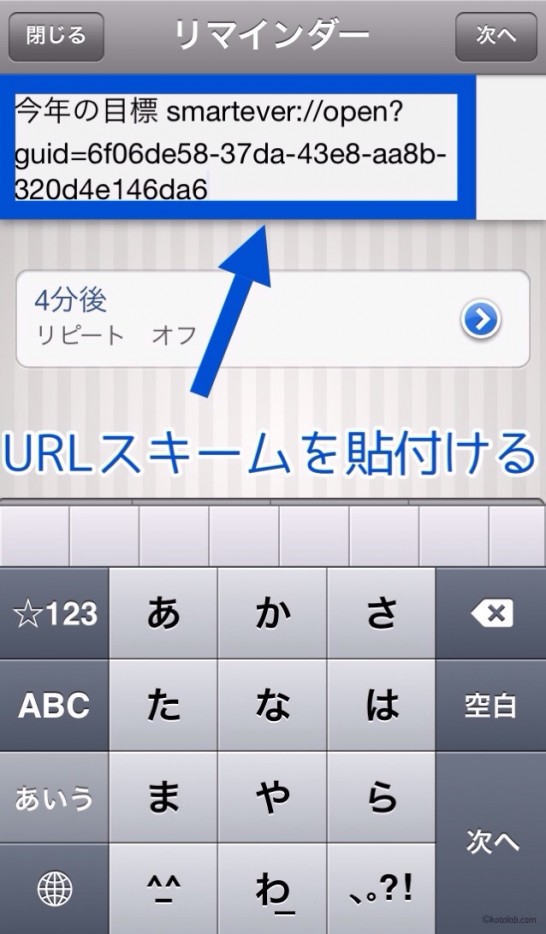 閉じる
リマインダー
次へ
今年の目標 smartever://open?
guid=6f06de58-37da-43e8-aa8b-
320d4e146da6
4分後
リピート オフ
URLスキームを貼付ける
☆123
あ
か
さ
ABC
た
な
は
空白
あいう
ま
や
ら
次へ
^_^
わ_
、。?!
©kotolob.com